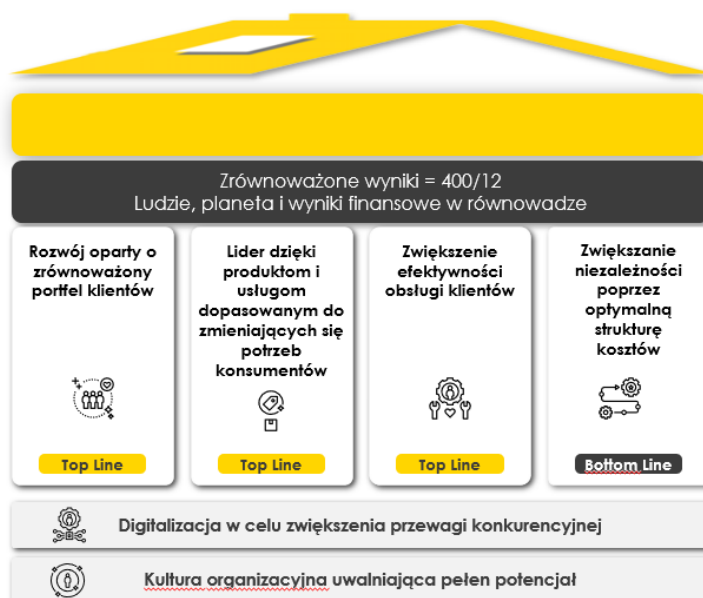 Zrównoważone wyniki = 400/12
Ludzie, planeta i wyniki finansowe w równowadze
Rozwój oparty o
zrównoważony
portfel klientów
Top Line
Lider dzięki
produktom i
usługom
dopasowanym do
zmieniających się
potrzeb
konsumentów
Top Line
Zwiększenie
efektywności
obsługi klientów
Top Line
Zwiększanie
niezależności
poprzez
optymalną
strukturę
kosztów
Bottom Line
Digitalizacja w celu zwiększenia przewagi konkurencyjnej
Kultura organizacyjna uwalniająca pełen potencjał